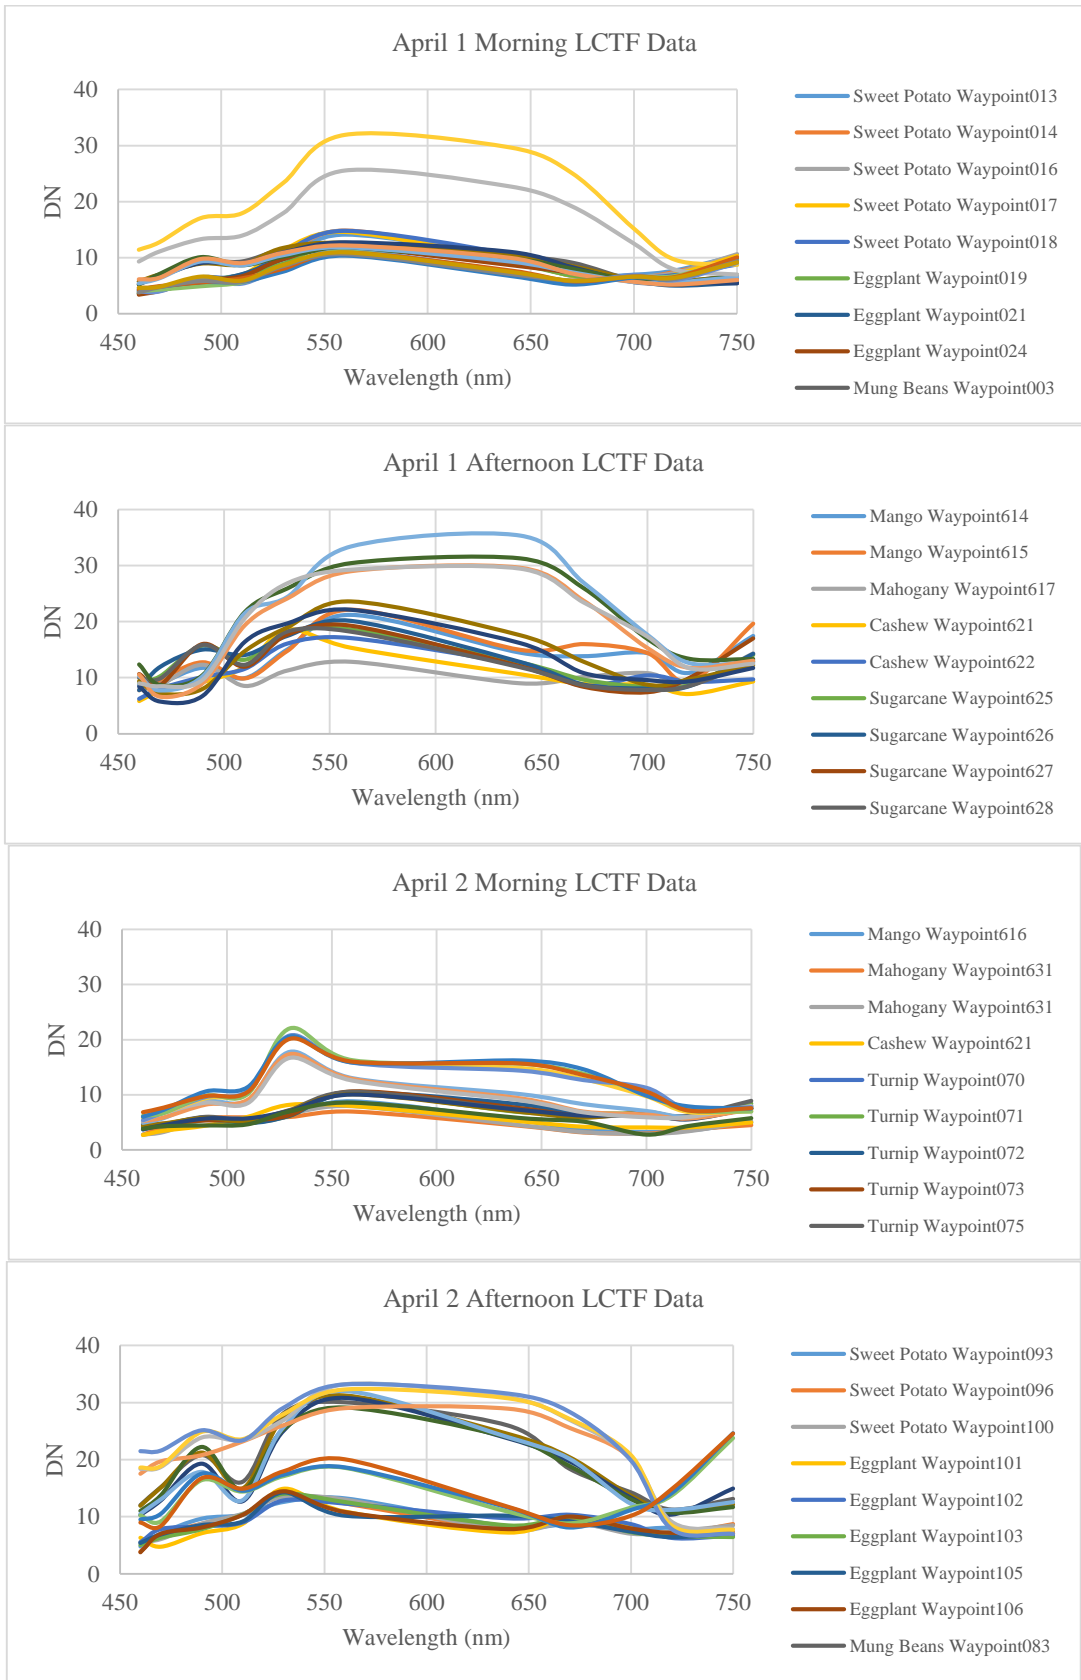 April 1 Morning LCTF Data
40
30
20
10
0
DN
450 500 550 600 650 700 750
Wavelength (nm)
Sweet Potato Waypoint013
Sweet Potato Waypoint014
Sweet Potato Waypoint016
Sweet Potato Waypoint017
Sweet Potato Waypoint018
Eggplant Waypoint019
Eggplant Waypoint021
Eggplant Waypoint024
Mung Beans Waypoint003
April 1 Afternoon LCTF Data
40
30
20
10
0
DN
450 500 550 600 650 700 750
Wavelength (nm)
Mango Waypoint614
Mango Waypoint615
Mahogany Waypoint617
Cashew Waypoint621
Cashew Waypoint622
Sugarcane Waypoint625
Sugarcane Waypoint626
Sugarcane Waypoint627
Sugarcane Waypoint628
April 2 Morning LCTF Data
40
30
20
10
0
DN
450 500 550 600 650 700 750
Wavelength (nm)
Mango Waypoint616
Mahogany Waypoint631
Mahogany Waypoint631
Cashew Waypoint621
Turnip Waypoint070
Turnip Waypoint071
Turnip Waypoint072
Turnip Waypoint073
Turnip Waypoint075
April 2 Afternoon LCTF Data
40
30
20
10
0
DN
450 500 550 600 650 700 750
Wavelength (nm)
Sweet Potato Waypoint093
Sweet Potato Waypoint096
Sweet Potato Waypoint100
Eggplant Waypoint101
Eggplant Waypoint102
Eggplant Waypoint103
Eggplant Waypoint105
Eggplant Waypoint106
Mung Beans Waypoint083